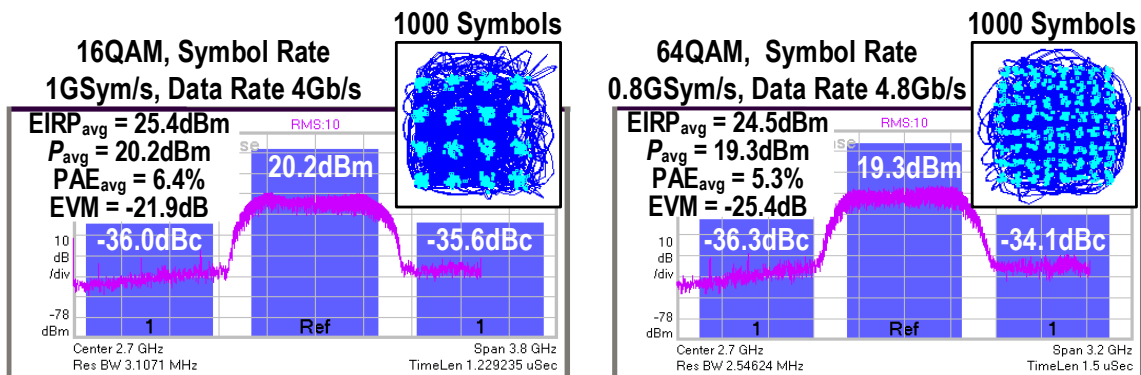 1000 Symbols
16QAM, Symbol Rate
1GSym/s, Data Rate 4Gb/s
EIRPavg = 25.4dBm
RMS:10
Pavg = 20.2dBm
20.2dBm
PAEavg = 6.4%
EVM = -21.9dB
-36.0dBc
-35.6dBc
10
dB
/div
-78
dBm
1
Ref
1
Center 2.7 GHz
Span 3.8 GHz
Res BW 3.1071 MHz
TimeLen 1.229235 uSec
1000 Symbols
64QAM, Symbol Rate
0.8GSym/s, Data Rate 4.8Gb/s
EIRPavg = 24.5dBm
RMS:10
Pavg = 19.3dBm
19.3dBm
PAEavg = 5.3%
EVM = -25.4dB
-36.3dBc
-34.1dBc
10
dB
/div
-78
dBm
1
Ref
1
Center 2.7 GHz
Span 3.2 GHz
Res BW 2.54624 MHz
TimeLen 1.5 uSec